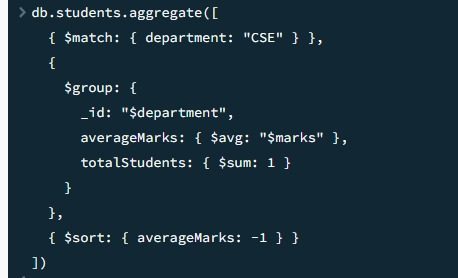 > db.students.aggregate([
{ $match: { department: "CSE" } },
{
$group: {
_id: "$department",
averageMarks: { $avg: "$marks" },
totalStudents: { $sum: 1 }
}
},
{ $sort: { averageMarks: -1 } }
])